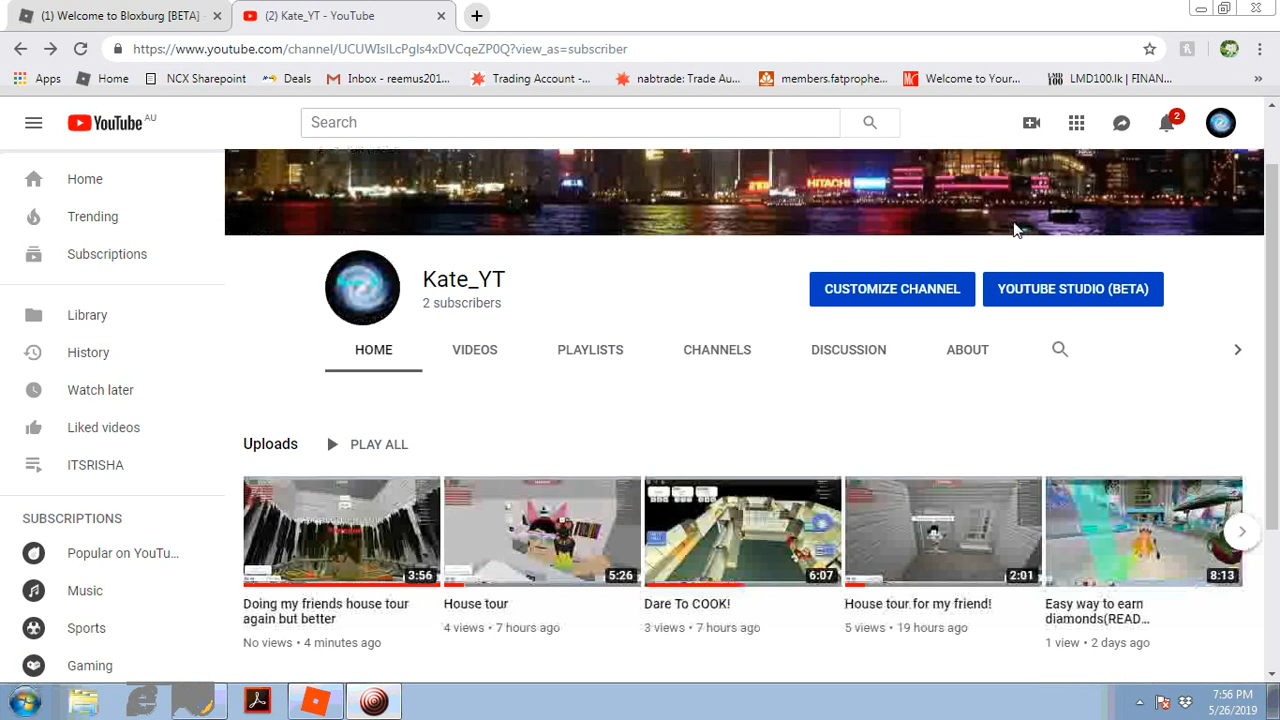 (1) Welcome to Bloxburg [BETA] -
(2) Kate_YT - YouTube
https://www.youtube.com/channel/UCUWIslLcPgls4xDVCqeZP0Q?view_as=subscriber
Apps
Home
NCX Sharepoint
Deals
Inbox - reemus201...
Trading Account -...
nabtrade: Trade Au...
members.fatprophe...
Welcome to Your...
LMD100.lk | FINAN...
YouTube AU
Search
2
Home
Trending
Subscriptions
Library
History
Watch later
Liked videos
ITSRISHA
SUBSCRIPTIONS
Popular on YouTu...
Music
Sports
Gaming
HITACHI
Kate_YT
2 subscribers
CUSTOMIZE CHANNEL
YOUTUBE STUDIO (BETA)
HOME
VIDEOS
PLAYLISTS
CHANNELS
DISCUSSION
ABOUT
Uploads
PLAY ALL
3:56
5:26
6:07
2:01
8:13
Doing my friends house tour
again but better
No views • 4 minutes ago
House tour
4 views • 7 hours ago
Dare To COOK!
3 views • 7 hours ago
House tour for my friend!
5 views • 19 hours ago
Easy way to earn
diamonds(READ...
1 view • 2 days ago
7:56 PM
5/26/2019